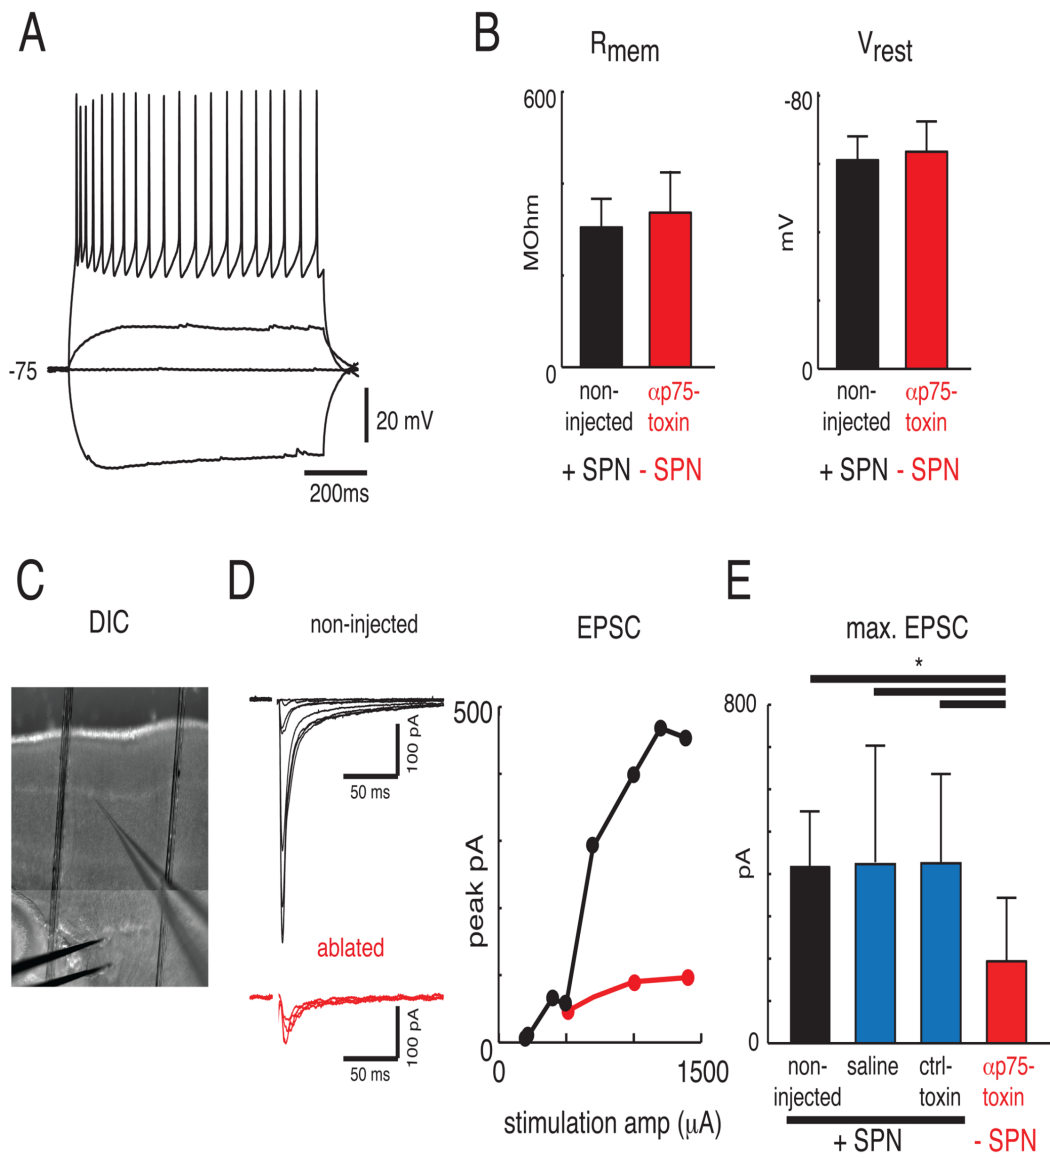 A
-75
20 mV
200ms
B
Rmem
600
MOhm
0
non-
injected
αp75-
toxin
+ SPN - SPN
Vrest
-80
mV
0
non-
injected
αp75-
toxin
+ SPN - SPN
C
DIC
D
non-injected
100 pA
50 ms
ablated
100 pA
50 ms
EPSC
500
peak pA
0
0
1500
stimulation amp (μA)
E
max. EPSC
*
800
pA
0
non-
injected
saline
ctrl-
toxin
αp75-
toxin
+ SPN
- SPN